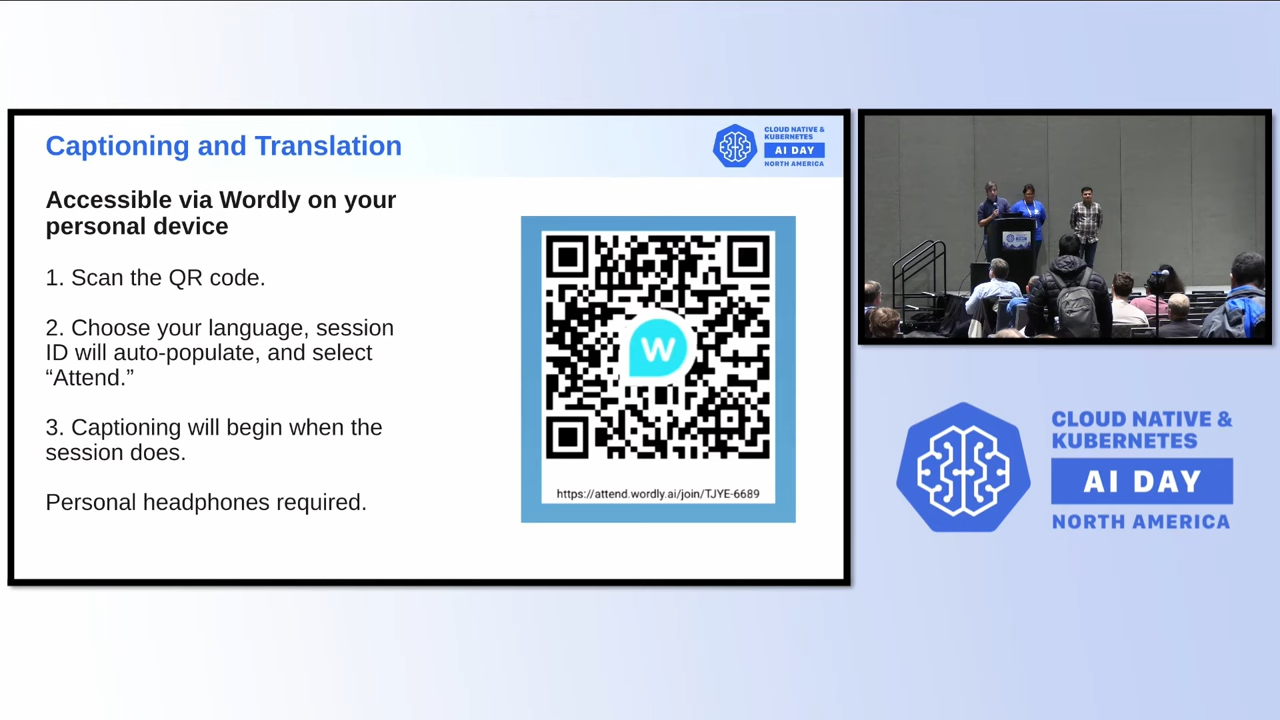 Captioning and Translation
CLOUD NATIVE &
KUBERNETES
AI DAY
NORTH AMERICA
Accessible via Wordly on your
personal device
1. Scan the QR code.
2. Choose your language, session
ID will auto-populate, and select
“Attend.”
3. Captioning will begin when the
session does.
Personal headphones required.
W
https://attend.wordly.ai/join/TJYE-6689
CLOUD NATIVE &
KUBERNETES
AI DAY
NORTH AMERICA